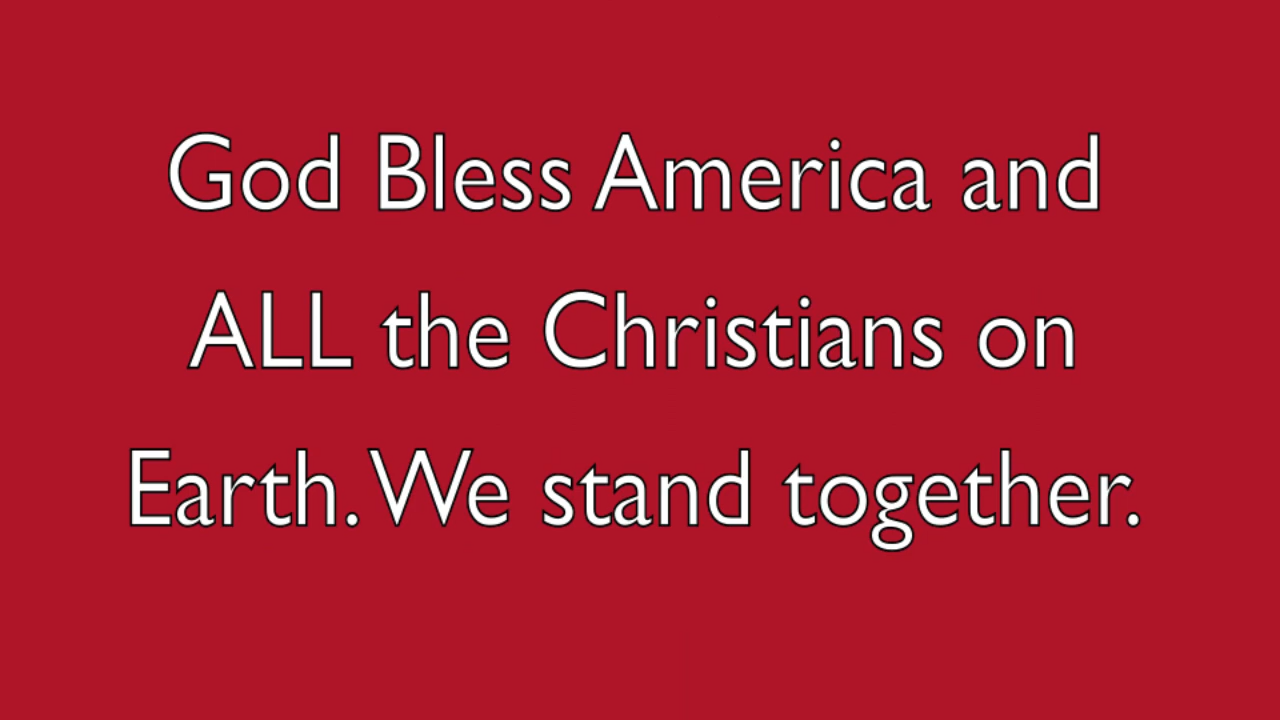 God Bless America and
ALL the Christians on
Earth. We stand together.